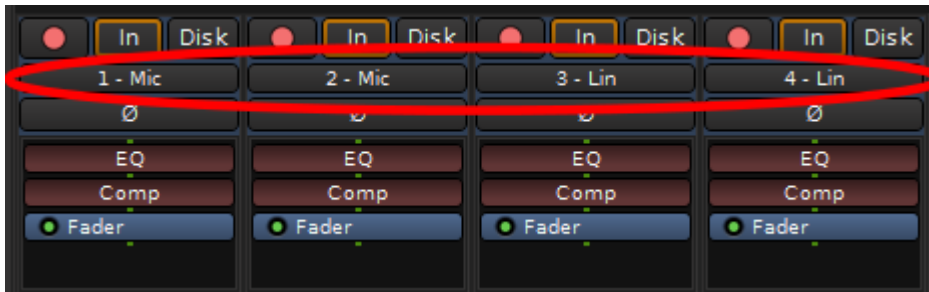 In Disk In Disk In Disk In Disk
1 - Mic 2 - Mic 3 - Lin 4 - Lin
Ø Ø Ø Ø
EQ EQ EQ EQ
Comp Comp Comp Comp
Fader Fader Fader Fader